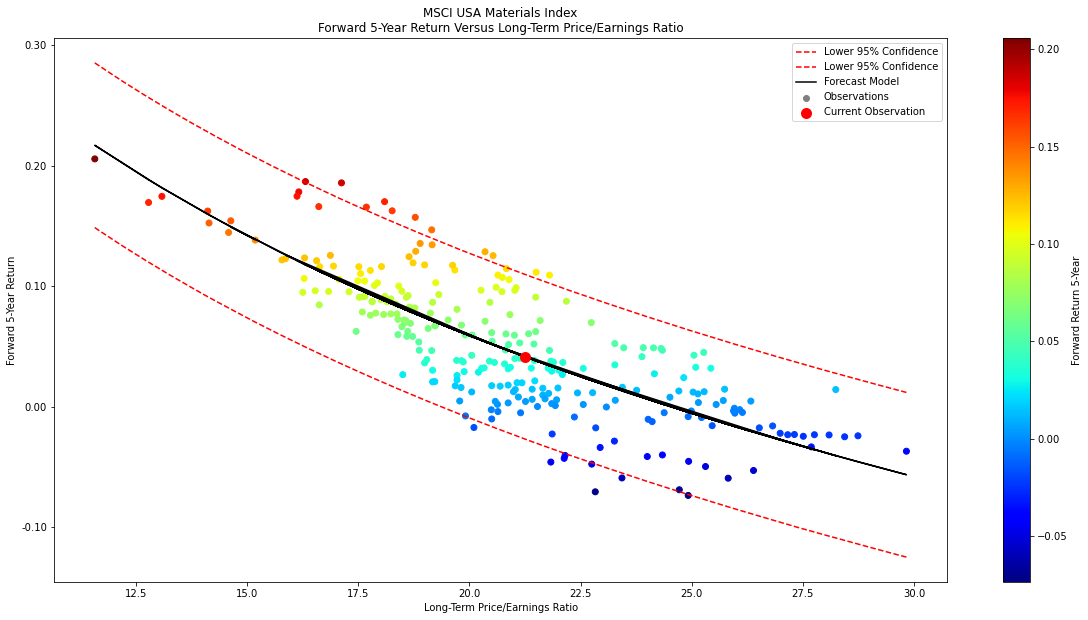 MSCI USA Materials Index
Forward 5-Year Return Versus Long-Term Price/Earnings Ratio
Lower 95% Confidence
Lower 95% Confidence
Forecast Model
Observations
Current Observation
0.30
0.20
0.10
0.00
-0.10
Forward 5-Year Return
12.5
15.0
17.5
20.0
22.5
25.0
27.5
30.0
Long-Term Price/Earnings Ratio
0.20
0.15
0.10
0.05
0.00
−0.05
Forward Return 5-Year